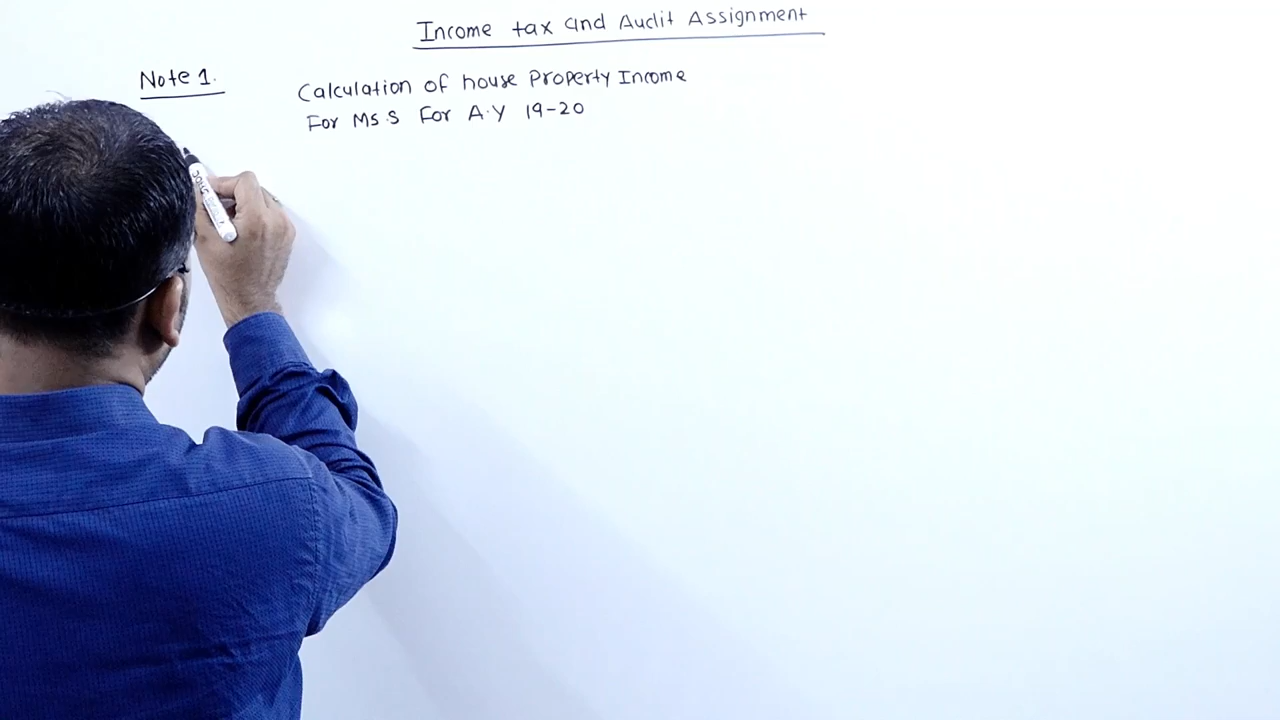 Income tax and Audit Assignment
Note 1.
Calculation of house Property Income
For Ms.S For A.Y 19-20